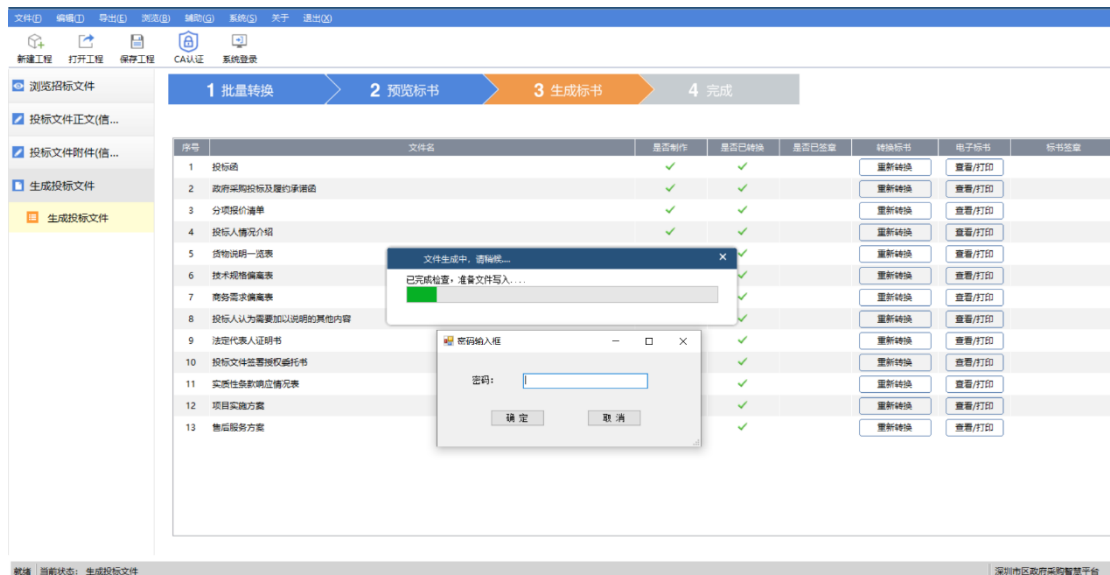 文件(F) 编辑(T) 导出(E) 浏览(B) 辅助(G) 系统(S) 关于 退出(X)
新建工程 打开工程 保存工程 CA认证 系统登录
浏览招标文件
投标文件正文(信...
投标文件附件(信...
生成投标文件
生成投标文件
1 批量转换 2 预览标书 3 生成标书 4 完成
序号 文件名 是否制作 是否已转换 是否已签章 转换标书 电子标书 标书签章
1 投标函 重新转换 查看/打印
2 政府采购投标及履约承诺函 重新转换 查看/打印
3 分项报价清单 重新转换 查看/打印
4 投标人情况介绍 重新转换 查看/打印
5 货物说明一览表 重新转换 查看/打印
6 技术规格偏离表 重新转换 查看/打印
7 商务需求偏离表 重新转换 查看/打印
8 投标人认为需要加以说明的其他内容 重新转换 查看/打印
9 法定代表人证明书 重新转换 查看/打印
10 投标文件签署授权委托书 重新转换 查看/打印
11 实质性条款响应情况表 重新转换 查看/打印
12 项目实施方案 重新转换 查看/打印
13 售后服务方案 重新转换 查看/打印
文件生成中，请稍候....
已完成检查，准备文件写入....
密码输入框
密码：
确 定 取 消
就绪 当前状态： 生成投标文件 深圳市区政府采购智慧平台